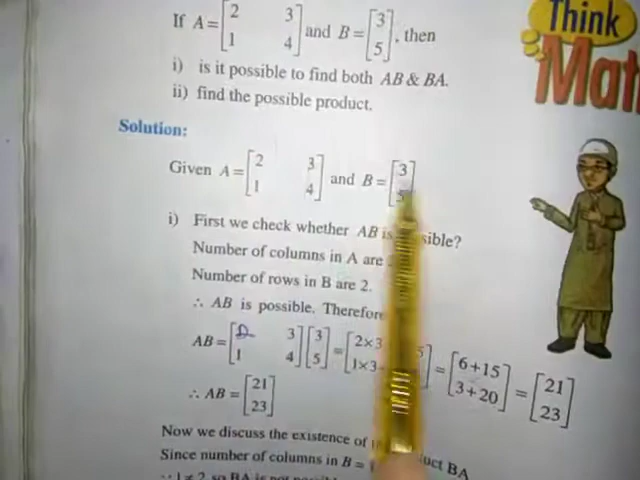 Think
Mat
If A = [2 3; 1 4] and B = [3; 5], then
i) is it possible to find both AB & BA.
ii) find the possible product.
Solution:
Given A = [2 3; 1 4] and B = [3; 5]
i) First we check whether AB is sible?
Number of columns in A are
Number of rows in B are 2.
∴ AB is possible. Therefor
AB = [2 3; 1 4] [3; 5] = [2×3 5; 1×3 ] = [6+15; 3+20] = [21; 23]
∴ AB = [21; 23]
Now we discuss the existence of uct BA
Since number of columns in B =